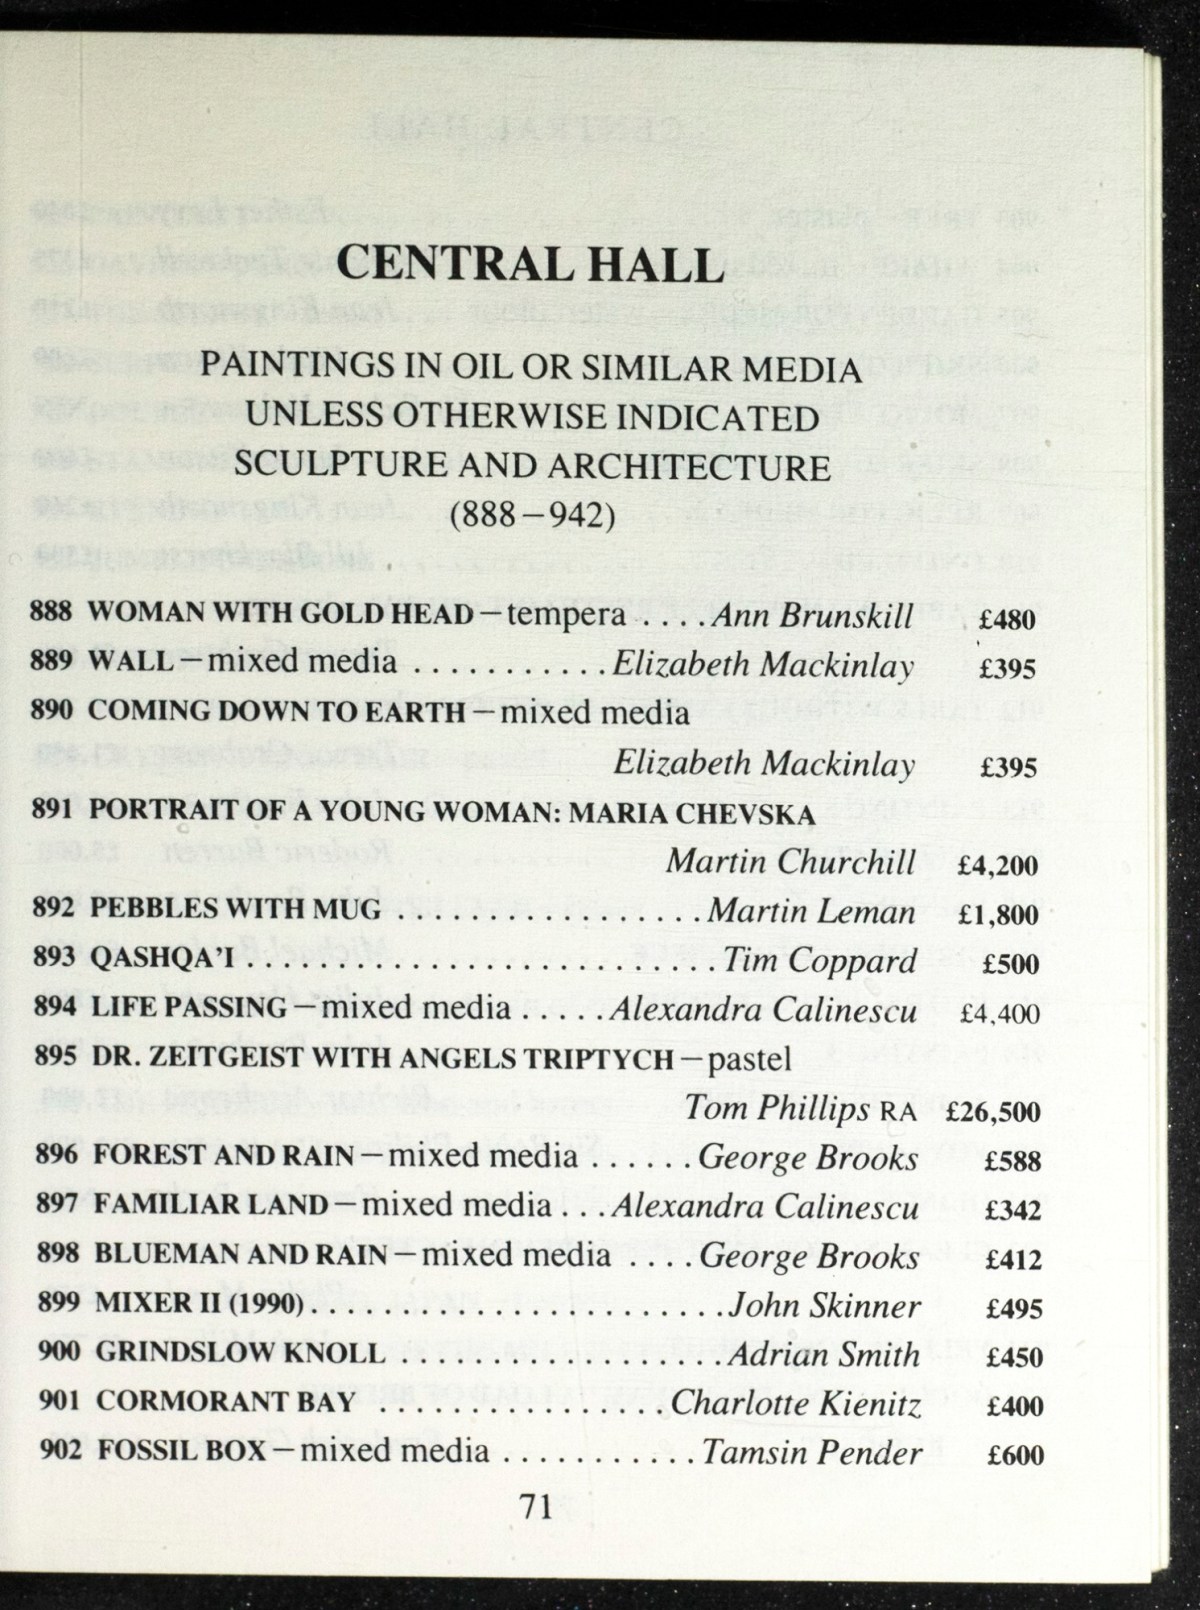 CENTRAL HALL
PAINTINGS IN OIL OR SIMILAR MEDIA
UNLESS OTHERWISE INDICATED
SCULPTURE AND ARCHITECTURE
(888–942)
888 WOMAN WITH GOLD HEAD–tempera .... Ann Brunskill £480
889 WALL–mixed media ........... Elizabeth Mackinlay £395
890 COMING DOWN TO EARTH–mixed media
Elizabeth Mackinlay £395
891 PORTRAIT OF A YOUNG WOMAN: MARIA CHEVSKA
Martin Churchill £4,200
892 PEBBLES WITH MUG ................. Martin Leman £1,800
893 QASHQA'I .......................... Tim Coppard £500
894 LIFE PASSING–mixed media ..... Alexandra Calinescu £4,400
895 DR. ZEITGEIST WITH ANGELS TRIPTYCH–pastel
Tom Phillips RA £26,500
896 FOREST AND RAIN–mixed media ...... George Brooks £588
897 FAMILIAR LAND–mixed media ... Alexandra Calinescu £342
898 BLUEMAN AND RAIN–mixed media .... George Brooks £412
899 MIXER II (1990) ....................... John Skinner £495
900 GRINDSLOW KNOLL .................. Adrian Smith £450
901 CORMORANT BAY ................ Charlotte Kienitz £400
902 FOSSIL BOX–mixed media ........... Tamsin Pender £600
71